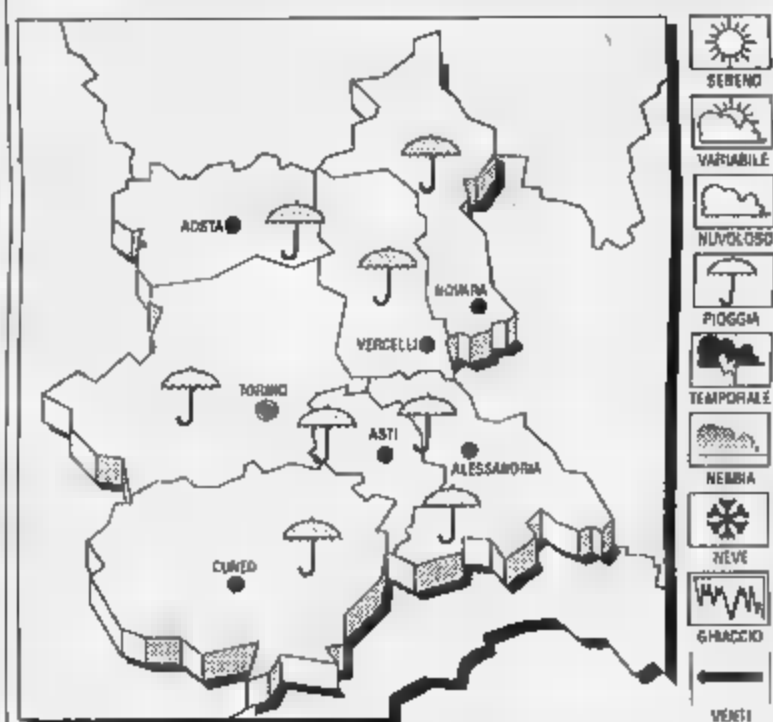 AOSTA
NOVARA
VERCELLI
TORINO
ASTI
ALESSANDRIA
CUNEO
SERENO
VARIABILE
NUVOLOSO
PIOGGIA
TEMPORALE
NEBBIA
NEVE
GHIACCIO
VENTI